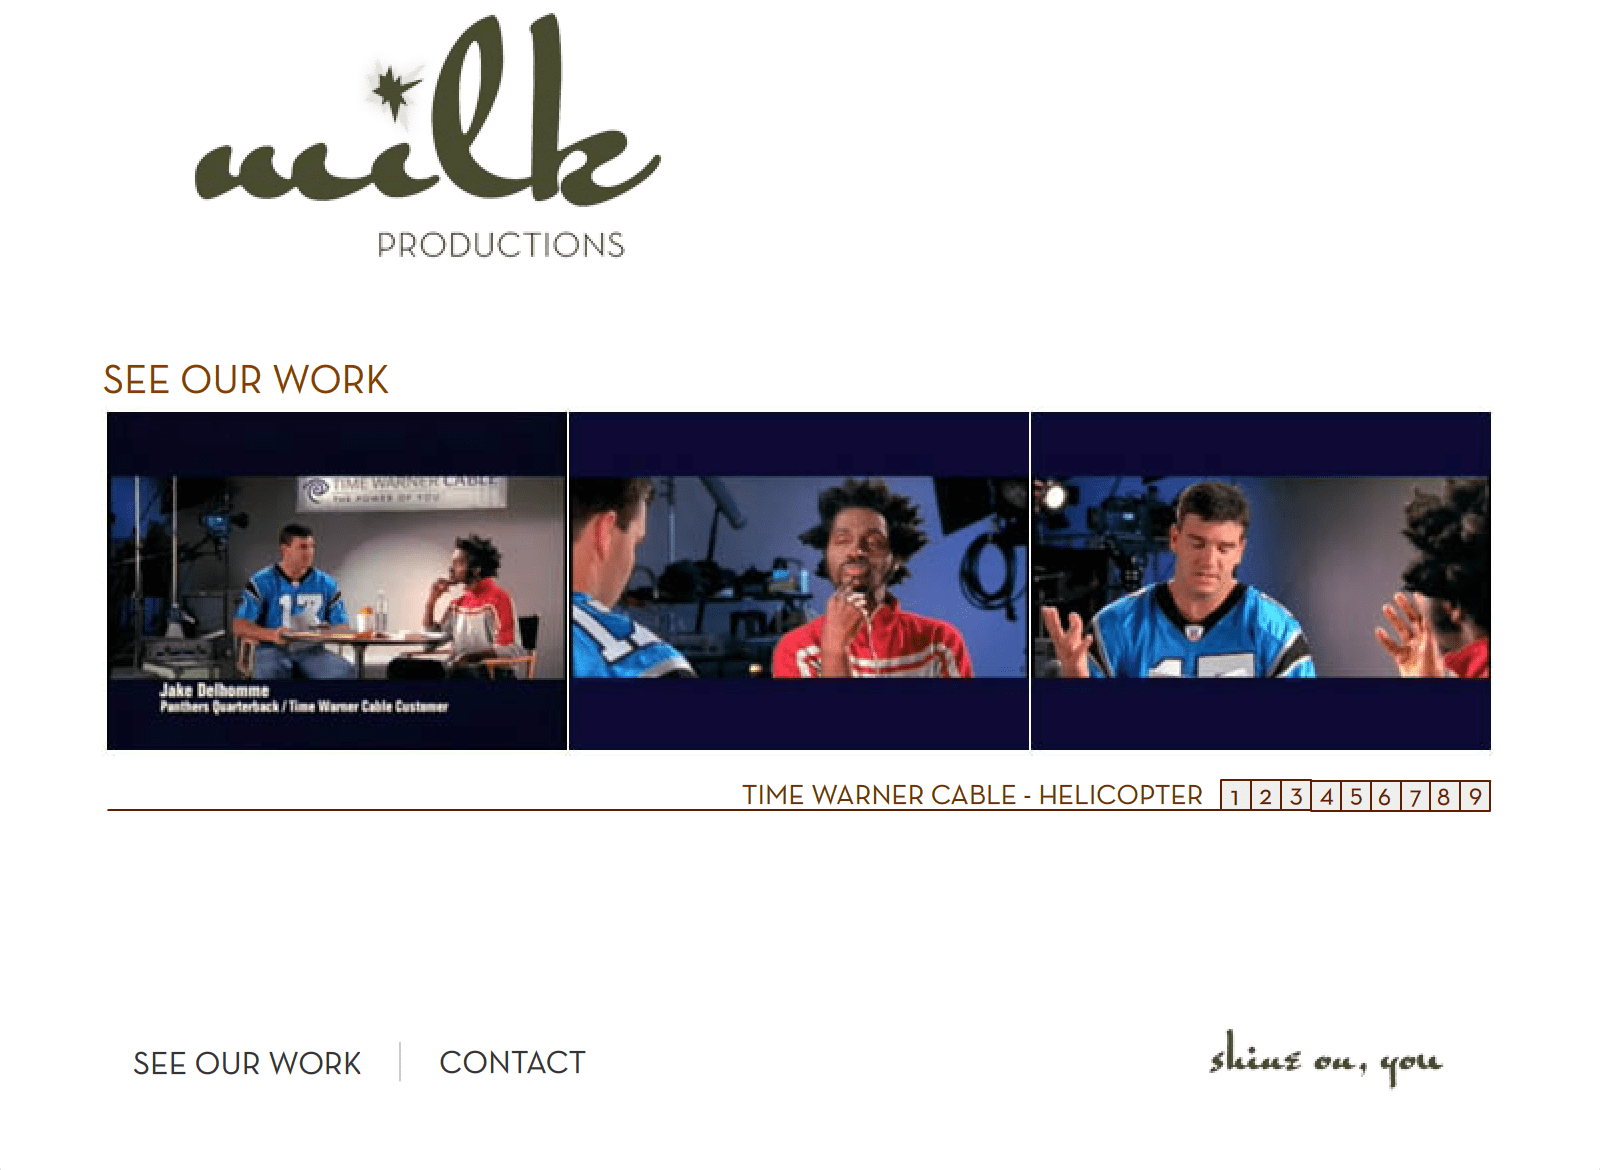 milk
PRODUCTIONS
SEE OUR WORK
TIME WARNER CABLE
THE POWER OF YOU
17
Jake Delhomme
Panthers Quarterback / Time Warner Cable Customer
17
17
TIME WARNER CABLE - HELICOPTER 1 2 3 4 5 6 7 8 9
SEE OUR WORK CONTACT
shine on, you